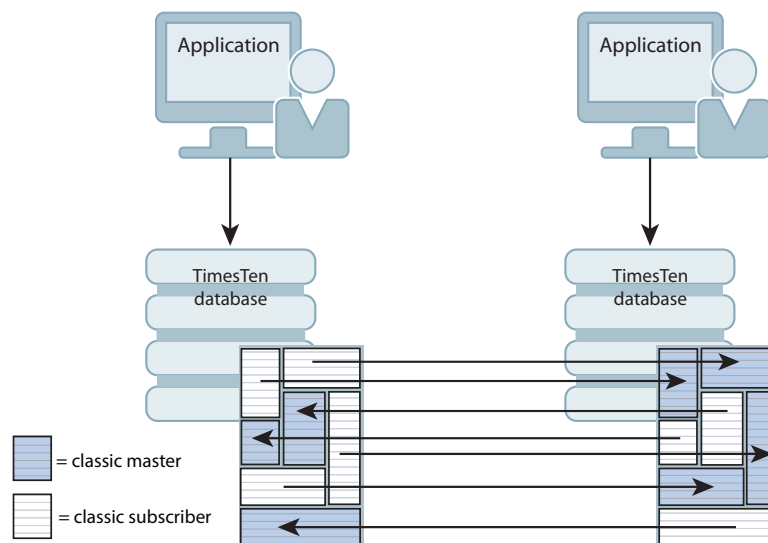 Application
Application
TimesTen
database
TimesTen
database
= classic master
= classic subscriber